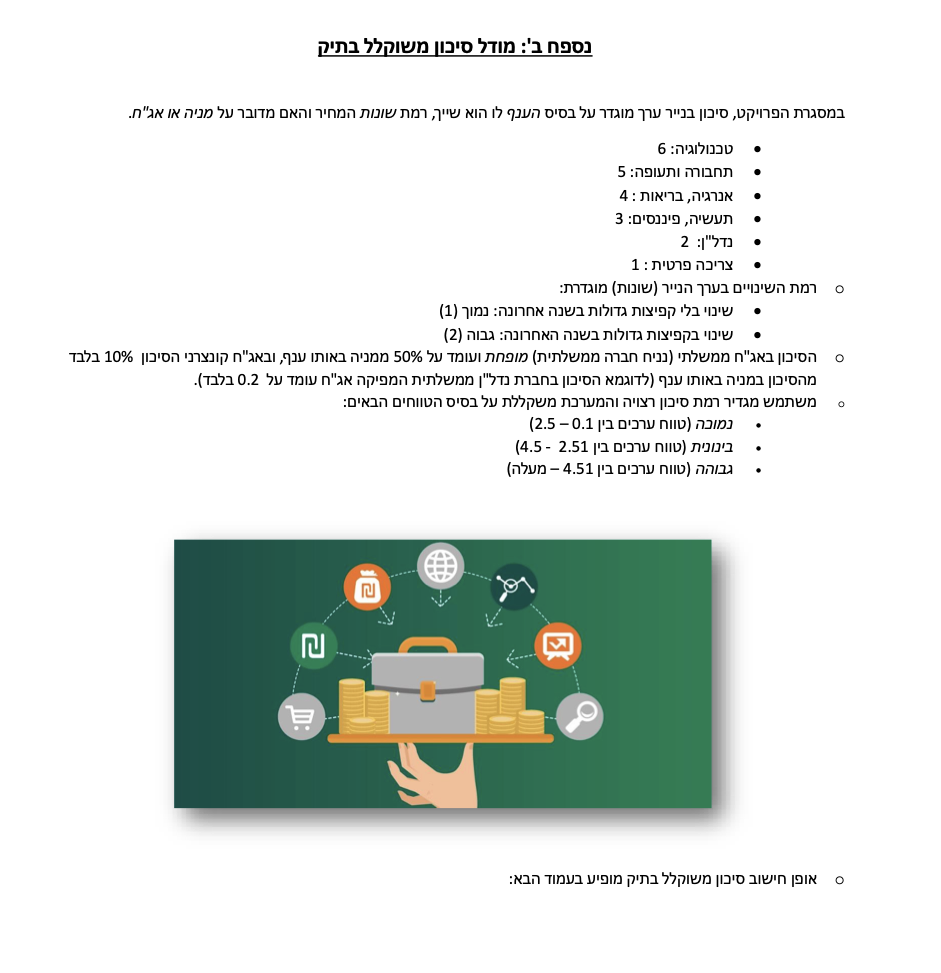 נספח ב': מודל סיכון משוקלל בתיק
במסגרת הפרויקט, סיכון בנייר ערך מוגדר על בסיס הענף לו הוא שייך, רמת שונות המחיר והאם מדובר על מניה או אג"ח.
• טכנולוגיה: 6
• תחבורה ותעופה: 5
• אנרגיה, בריאות : 4
• תעשיה, פיננסים: 3
• נדל"ן: 2
• צריכה פרטית : 1
o רמת השינויים בערך הנייר (שונות) מוגדרת:
• שינוי בלי קפיצות גדולות בשנה אחרונה: נמוך (1)
• שינוי בקפיצות גדולות בשנה האחרונה: גבוה (2)
o הסיכון באג"ח ממשלתי (נניח חברה ממשלתית) מופחת ועומד על 50% ממניה באותו ענף, ובאג"ח קונצרני הסיכון 10% בלבד
מהסיכון במניה באותו ענף (לדוגמא הסיכון בחברת נדל"ן ממשלתית המפיקה אג"ח עומד על 0.2 בלבד).
o משתמש מגדיר רמת סיכון רצויה והמערכת משקללת על בסיס הטווחים הבאים:
• נמוכה (טווח ערכים בין 0.1 – 2.5)
• בינונית (טווח ערכים בין 2.51 - 4.5)
• גבוהה (טווח ערכים בין 4.51 – מעלה)
o אופן חישוב סיכון משוקלל בתיק מופיע בעמוד הבא: